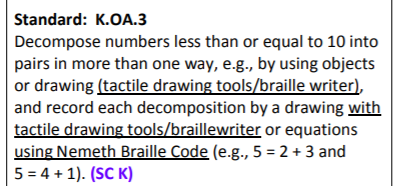 Standard:  K.OA.3
Decompose numbers less than or equal to 10 into
pairs in more than one way, e.g., by using objects
or drawing (tactile drawing tools/braille writer),
and record each decomposition by a drawing with
tactile drawing tools/braillewriter or equations
using Nemeth Braille Code (e.g., 5 = 2 + 3 and
5 = 4 + 1). (SC K)